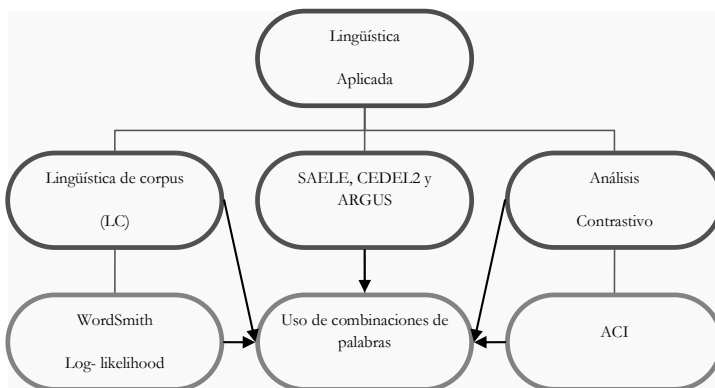 Lingüística
Aplicada
Lingüística de corpus
(LC)
SAELE, CEDEL2 y
ARGUS
Análisis
Contrastivo
WordSmith
Log- likelihood
Uso de combinaciones de
palabras
ACI